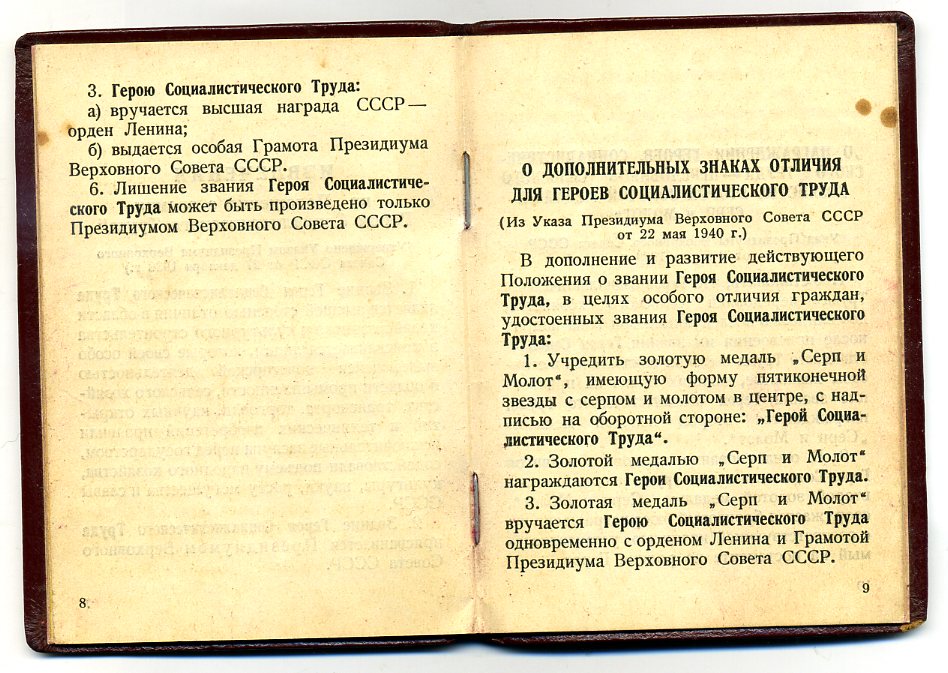 3. Герою Социалистического Труда:
а) вручается высшая награда СССР —
орден Ленина;
б) выдается особая Грамота Президиума
Верховного Совета СССР.
6. Лишение звания Героя Социалистиче-
ского Труда может быть произведено только
Президиумом Верховного Совета СССР.
8.
О ДОПОЛНИТЕЛЬНЫХ ЗНАКАХ ОТЛИЧИЯ
ДЛЯ ГЕРОЕВ СОЦИАЛИСТИЧЕСКОГО ТРУДА
(Из Указа Президиума Верховного Совета СССР
от 22 мая 1940 г.)
В дополнение и развитие действующего
Положения о звании Героя Социалистического
Труда, в целях особого отличия граждан,
удостоенных звания Героя Социалистического
Труда:
1. Учредить золотую медаль „Серп и
Молот“, имеющую форму пятиконечной
звезды с серпом и молотом в центре, с над-
писью на оборотной стороне: „Герой Социа-
листического Труда“.
2. Золотой медалью „Серп и Молот“
награждаются Герои Социалистического Труда.
3. Золотая медаль „Серп и Молот“
вручается Герою Социалистического Труда
одновременно с орденом Ленина и Грамотой
Президиума Верховного Совета СССР.
9